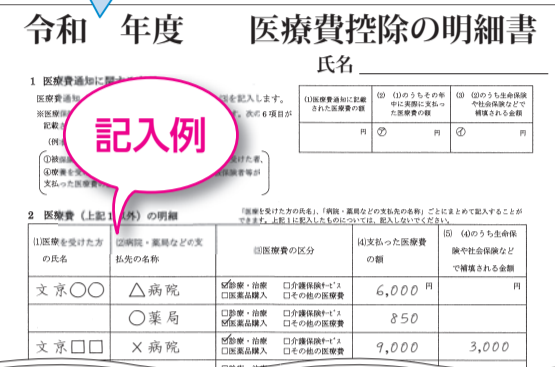 令和 年度 医療費控除の明細書
氏名
1 医療費通知に関
医療費通知
を記入します。
※医療費
次の6項目が
記載さ
(例
①被保
受けた者、
④療養を受
保険者等が
支払った医療費の
(1)医療費通知に記載
された医療費の額
円
(2) (1)のうちその年
中に実際に支払っ
た医療費の額
㋐ 円
(3) (2)のうち生命保険
や社会保険などで
補填される金額
㋑ 円
記入例
2 医療費(上記1以外)の明細
「医療を受けた方の氏名」、「病院・薬局などの支払先の名称」ごとにまとめて記入することが
できます。上記1に記入したものについては、記入しないでください。
(1)医療を受けた方
の氏名
(2)病院・薬局などの支
払先の名称
(3)医療費の区分
(4)支払った医療費
の額
(5) (4)のうち生命保
険や社会保険など
で補填される金額
文京○○ △病院 ☑診療・治療 □介護保険サービス 6,000 円 円
□医薬品購入 □その他の医療費
○薬局 □診療・治療 □介護保険サービス 850
☑医薬品購入 □その他の医療費
文京□□ ×病院 ☑診療・治療 □介護保険サービス 9,000 3,000
□医薬品購入 □その他の医療費